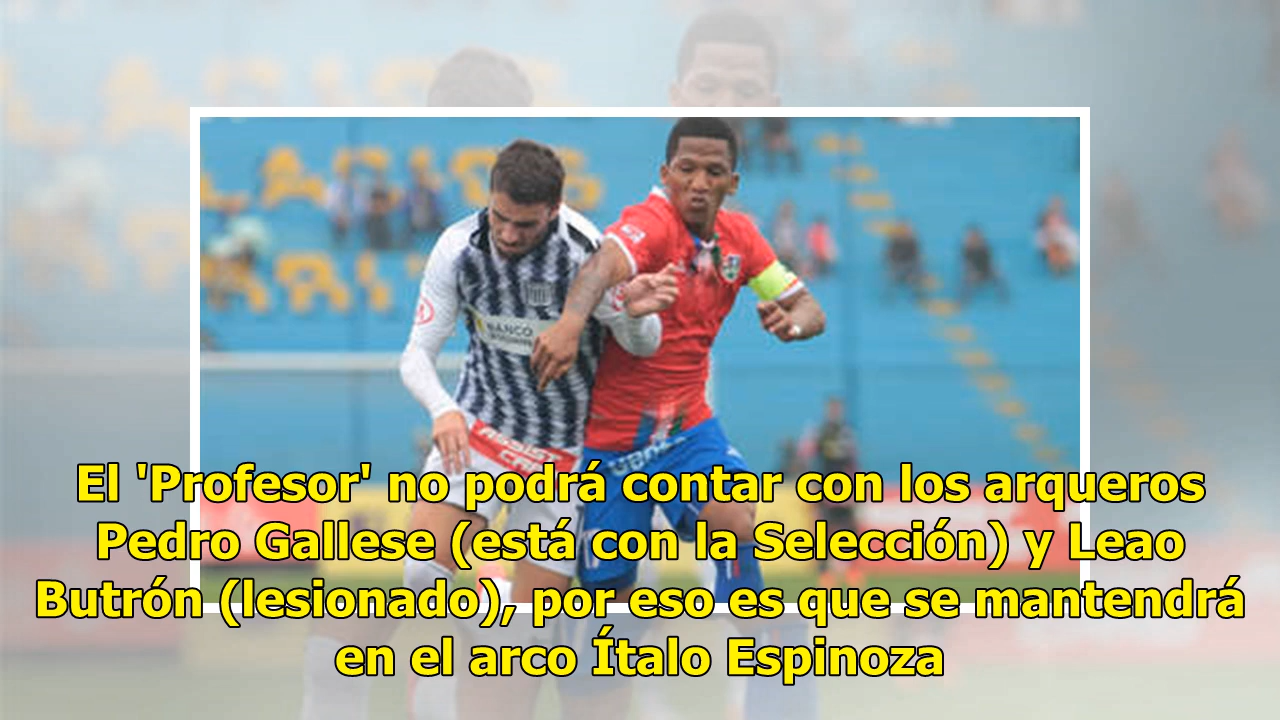 El 'Profesor' no podrá contar con los arqueros
Pedro Gallese (está con la Selección) y Leao
Butrón (lesionado), por eso es que se mantendrá
en el arco Ítalo Espinoza
BANCO